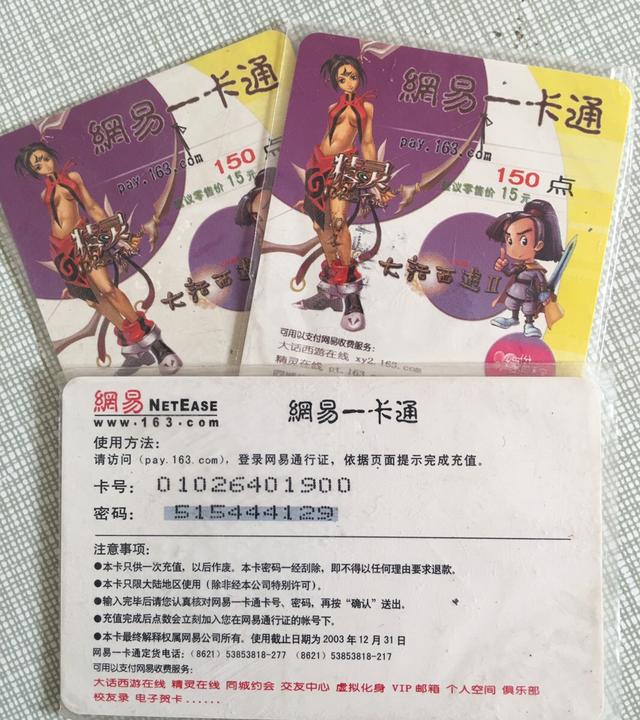 網易一卡通
pay.163.com
150点
建议零售价 15元
精灵
網易一卡通
pay.163.com
150 点
建议零售价 15元
精灵
大话西游II
可用以支付网易收费服务:
大话西游在线 xy2.163.com
精灵在线 pt.163.com
網易 NETEASE
www.163.com
網易一卡通
使用方法:
请访问 (pay.163.com), 登录网易通行证, 依据页面提示完成充值。
卡号: 01026401900
密码: 515444129
注意事项:
●本卡只供一次充值, 以后作废。本卡密码一经刮除, 即不得以任何理由要求退款。
●本卡只限大陆地区使用 (除非经本公司特别许可)。
●输入完毕后请您认真核对网易一卡通卡号、密码, 再按“确认”送出。
●充值完成后点数会立刻加入您在网易通行证的帐号下。
●本卡最终解释权属网易公司所有。使用截止日期为 2003 年 12 月 31 日
网易一卡通定货电话: (8621) 53853818-277 (8621) 53853818-217
可用以支付网易收费服务:
大话西游在线 精灵在线 同城约会 交友中心 虚拟化身 VIP 邮箱 个人空间 俱乐部
校友录 电子贺卡......